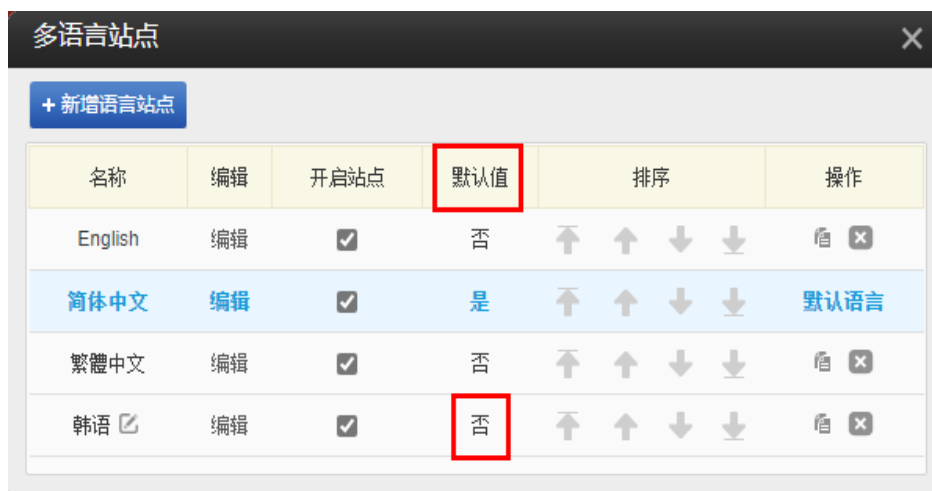 多语言站点
+ 新增语言站点
名称 编辑 开启站点 默认值 排序 操作
English 编辑 否
简体中文 编辑 是 默认语言
繁體中文 编辑 否
韩语 编辑 否